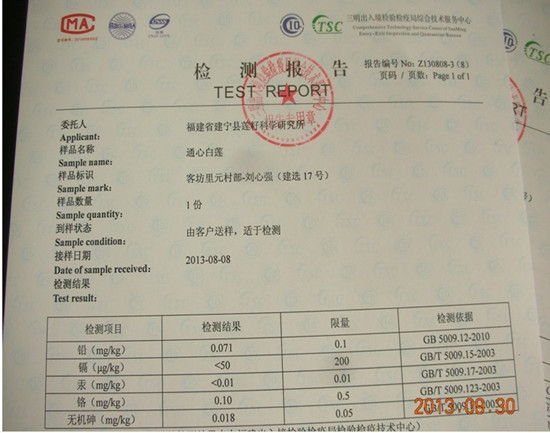 MA
TSC
三明出入境检验检疫局综合技术服务中心
Comprehensive Technology Service Center of SanMing
Entry-Exit Inspection and Quarantine Bureau
检 测 报 告
TEST REPORT
报告编号 No: Z130808-3（8）
页码 / 页数: Page 1 of 1
委托人
Applicant:
福建省建宁县莲籽科学研究所
样品名称
Sample name:
通心白莲
样品标识
Sample mark:
客坊里元村部-刘心强（建选 17 号）
样品数量
Sample quantity:
1 份
到样状态
Sample condition:
由客户送样，适于检测
接样日期
Date of sample received:
2013-08-08
检测结果
Test result:
检测项目 检测结果 限量 检测依据
铅（mg/kg） 0.071 0.1 GB 5009.12-2010
镉（μg/kg） <50 200 GB/T 5009.15-2003
汞（mg/kg） <0.01 0.01 GB/T 5009.17-2003
铬（mg/kg） 0.10 0.5 GB/T 5009.123-2003
无机砷（mg/kg） 0.018 0.05 GB/T 5009.
2013-08-30
TSC
PORT